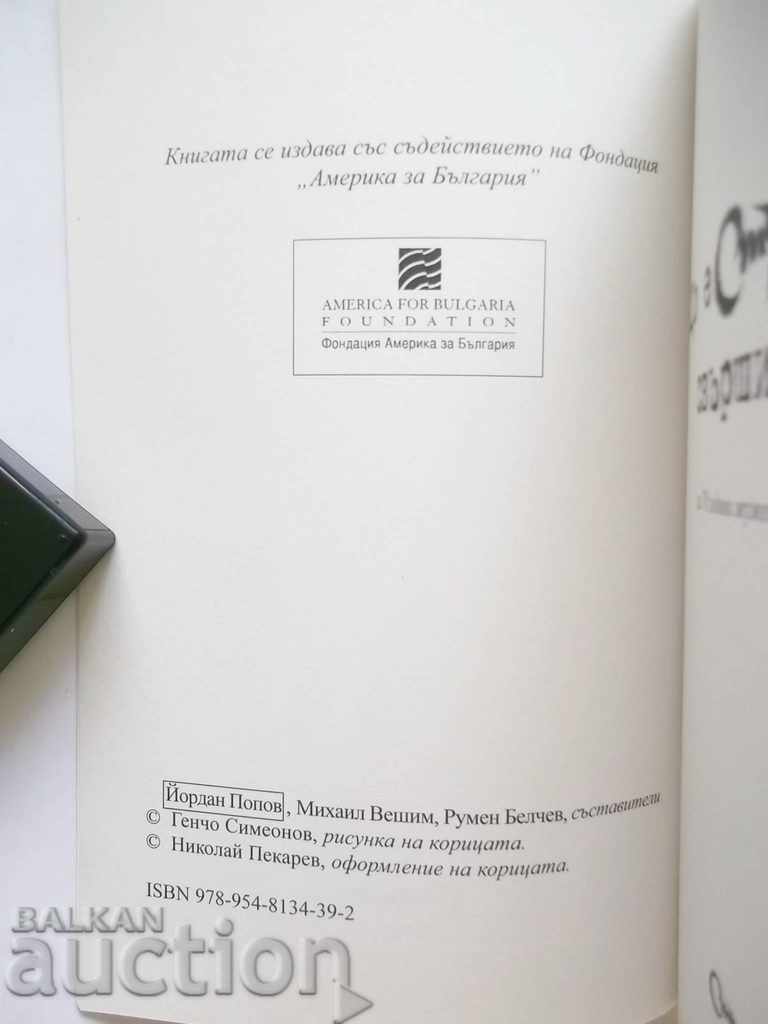 Книгата се издава със съдействието на Фондация
„Америка за България"
AMERICA FOR BULGARIA
FOUNDATION
Фондация Америка за България
Йордан Попов, Михаил Вешим, Румен Белчев, съставители
© Генчо Симеонов, рисунка на корицата.
© Николай Пекарев, оформление на корицата.
ISBN 978-954-8134-39-2
BALKAN
auction